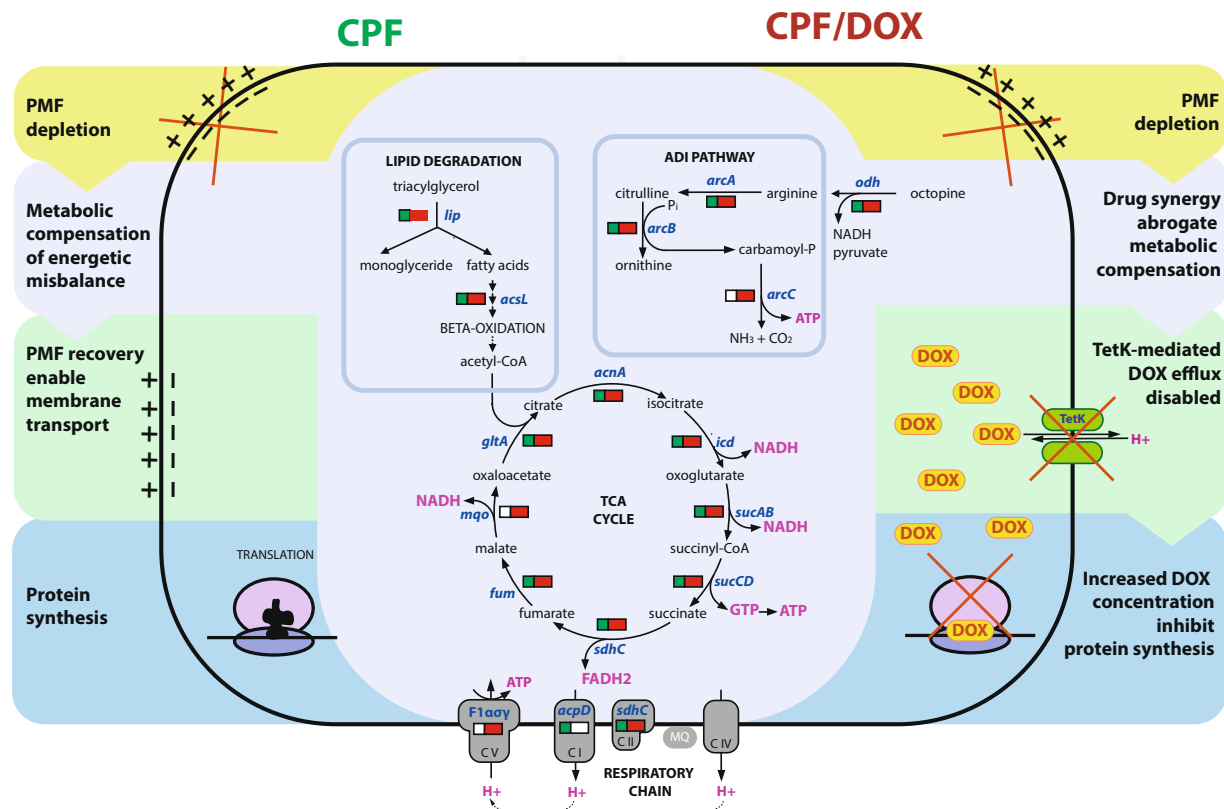 CPF
CPF/DOX
PMF
depletion
Metabolic
compensation
of energetic
misbalance
PMF recovery
enable
membrane
transport
Protein
synthesis
+ + + + +
– – – – –
+ I
+ I
+ I
+ I
+ I
TRANSLATION
LIPID DEGRADATION
triacylglycerol
lip
monoglyceride
fatty acids
acsL
BETA-OXIDATION
acetyl-CoA
ADI PATHWAY
citrulline
arcA
arginine
odh
octopine
Pi
arcB
NADH
pyruvate
ornithine
carbamoyl-P
arcC
ATP
NH3 + CO2
acnA
citrate
isocitrate
gltA
icd
NADH
oxaloacetate
oxoglutarate
NADH
mqo
TCA
CYCLE
sucAB
NADH
malate
succinyl-CoA
fum
sucCD
fumarate
succinate
GTP
ATP
sdhC
FADH2
ATP
F1ασγ
C V
acpD
C I
sdhC
C II
MQ
C IV
RESPIRATORY
CHAIN
H+
H+
H+
+ + + + +
– – – – –
PMF
depletion
Drug synergy
abrogate
metabolic
compensation
TetK-mediated
DOX efflux
disabled
Increased DOX
concentration
inhibit
protein synthesis
DOX
DOX
DOX
DOX
TetK
H+
DOX
DOX
DOX
DOX